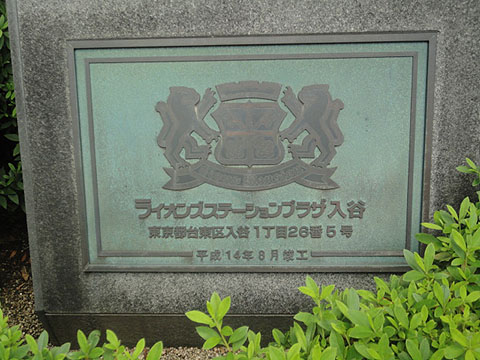 ライオンズステーションプラザ入谷
東京都台東区入谷1丁目26番5号
平成14年8月竣工